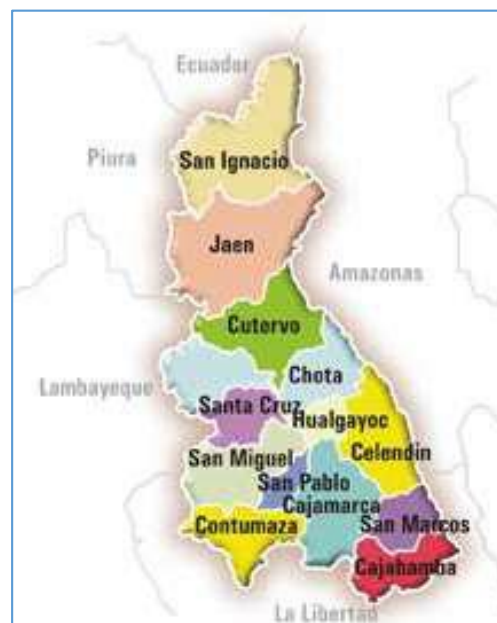 Ecuador
Piura
San Ignacio
Jaen
Amazonas
Cutervo
Lambayeque
Chota
Santa Cruz
Hualgayoc
Celendin
San Miguel
San Pablo
Cajamarca
Contumaza
San Marcos
Cajabamba
La Libertad